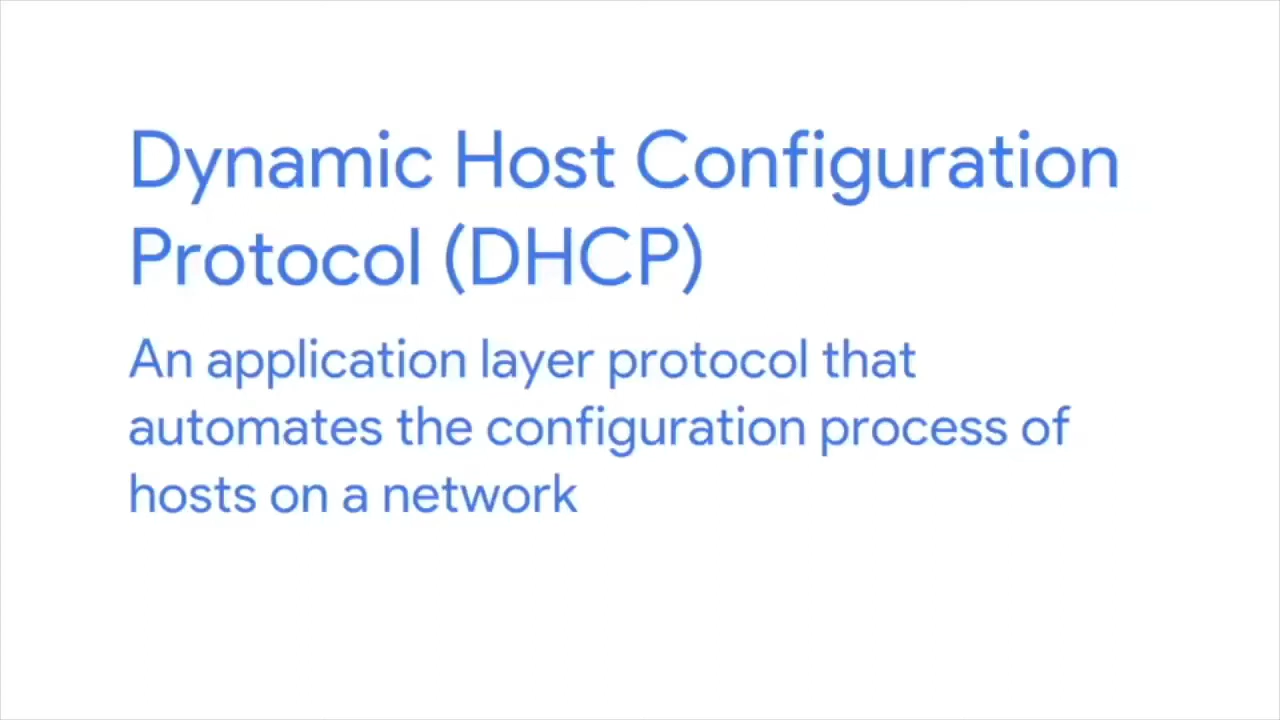 Dynamic Host Configuration
Protocol (DHCP)
An application layer protocol that
automates the configuration process of
hosts on a network